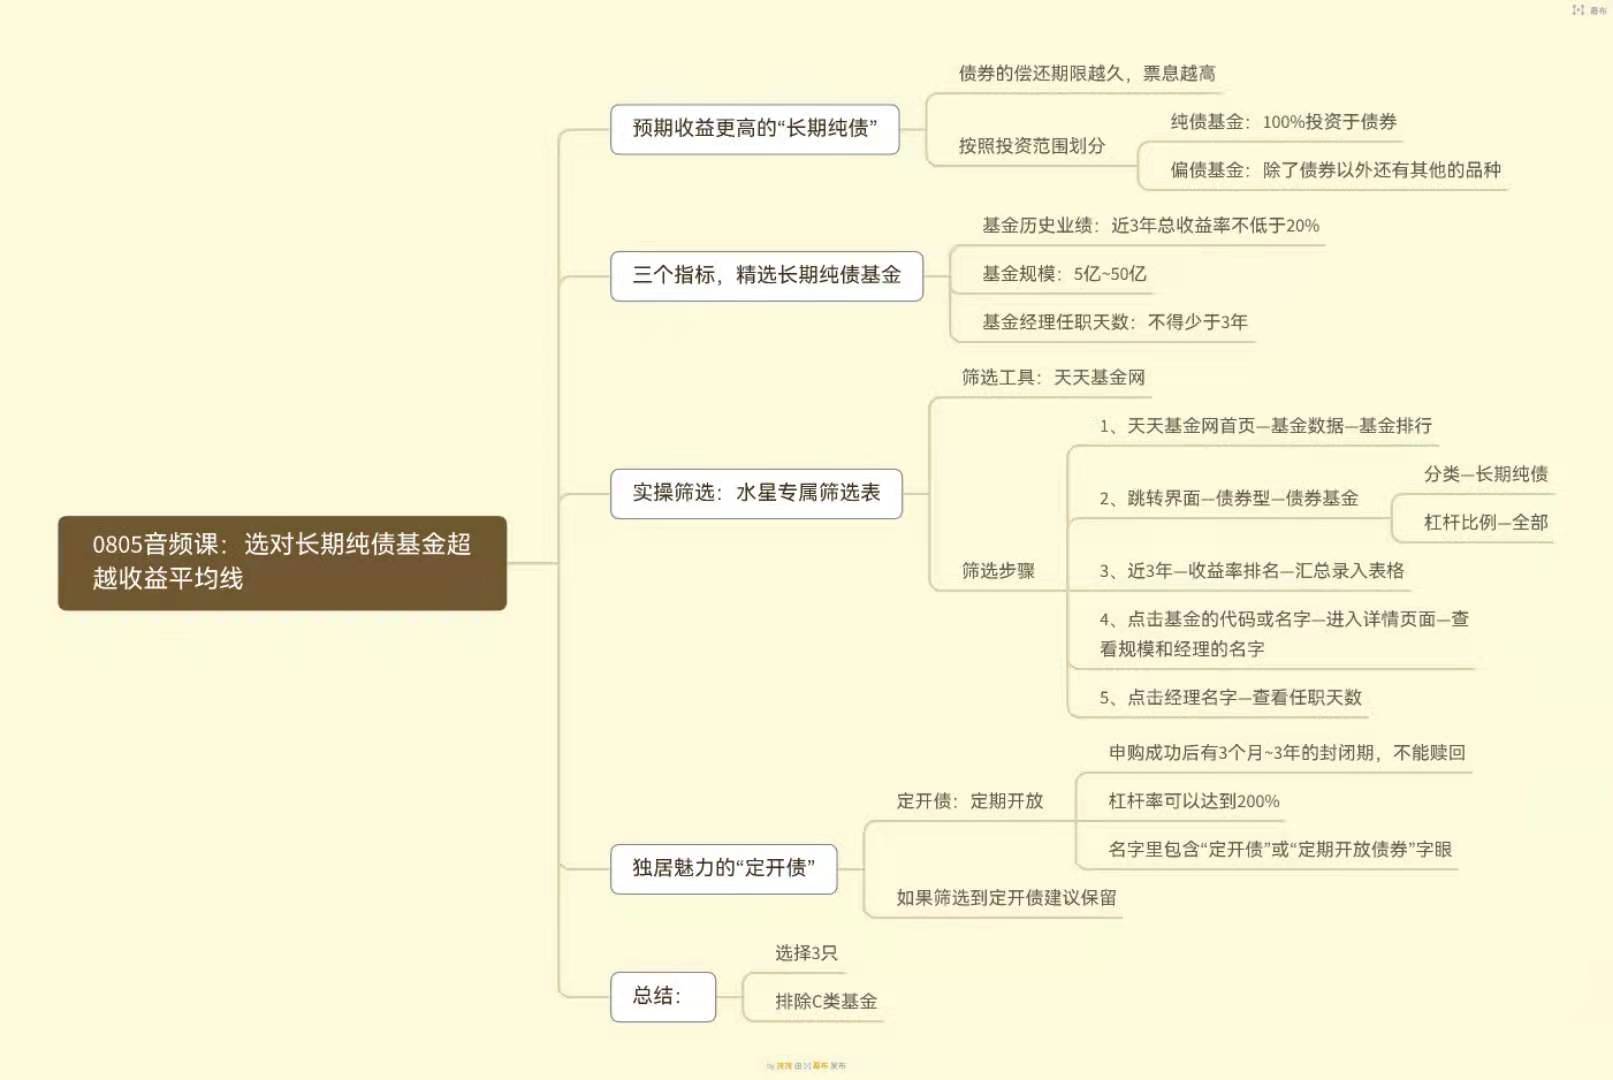 幕布
0805音频课：选对长期纯债基金超
越收益平均线
预期收益更高的“长期纯债”
债券的偿还期限越久，票息越高
按照投资范围划分
纯债基金：100%投资于债券
偏债基金：除了债券以外还有其他的品种
三个指标，精选长期纯债基金
基金历史业绩：近3年总收益率不低于20%
基金规模：5亿~50亿
基金经理任职天数：不得少于3年
实操筛选：水星专属筛选表
筛选工具：天天基金网
筛选步骤
1、天天基金网首页—基金数据—基金排行
2、跳转界面—债券型—债券基金
分类—长期纯债
杠杆比例—全部
3、近3年—收益率排名—汇总录入表格
4、点击基金的代码或名字—进入详情页面—查
看规模和经理的名字
5、点击经理名字—查看任职天数
独居魅力的“定开债”
定开债：定期开放
申购成功后有3个月~3年的封闭期，不能赎回
杠杆率可以达到200%
名字里包含“定开债”或“定期开放债券”字眼
如果筛选到定开债建议保留
总结：
选择3只
排除C类基金